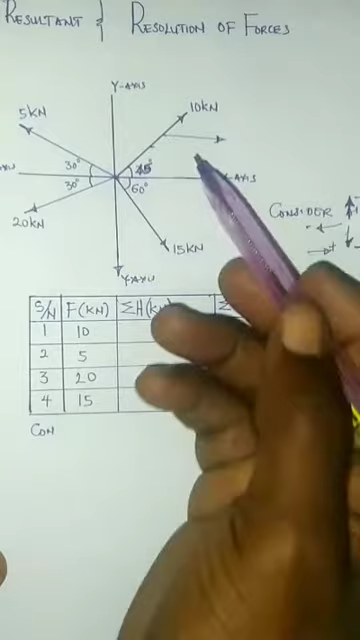 RESULTANT & RESOLUTION OF FORCES
Y-AXIS
5KN
10KN
30°
45°
30°
60°
20KN
15KN
Y-AXIS
CONSIDER
S/N F(KN) ΣH(KN)
1 10
2 5
3 20
4 15
CON